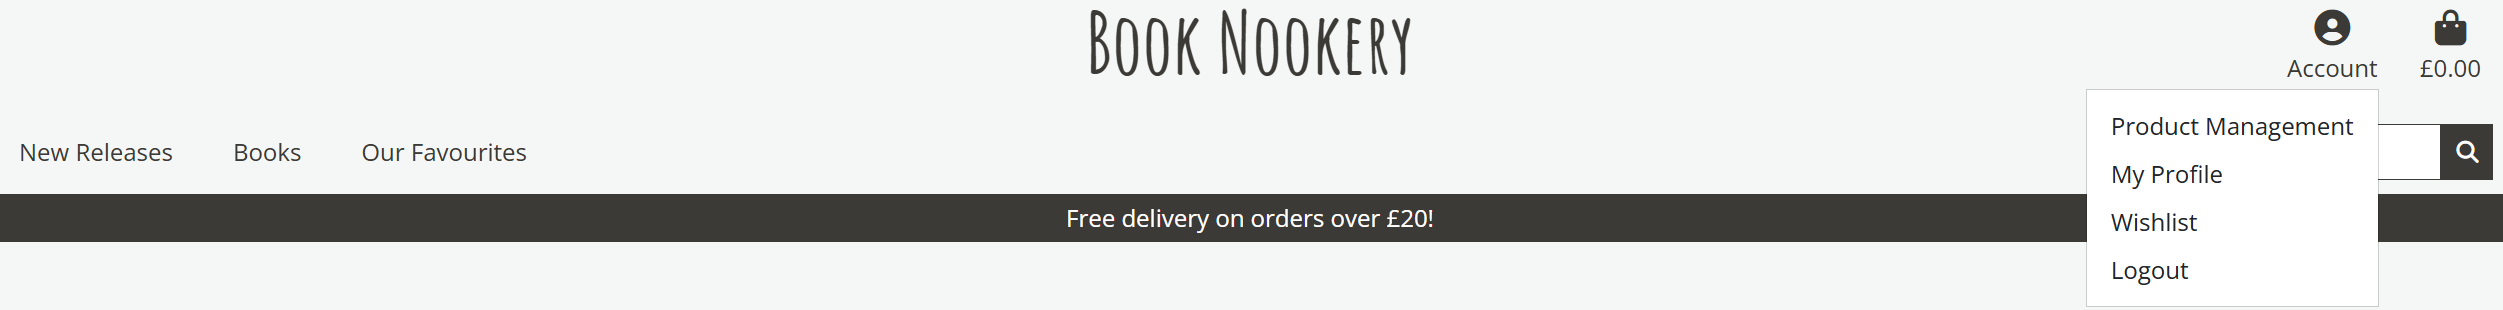 Book Nookery
Account
£0.00
Product Management
New Releases
Books
Our Favourites
My Profile
Free delivery on orders over £20!
Wishlist
Logout